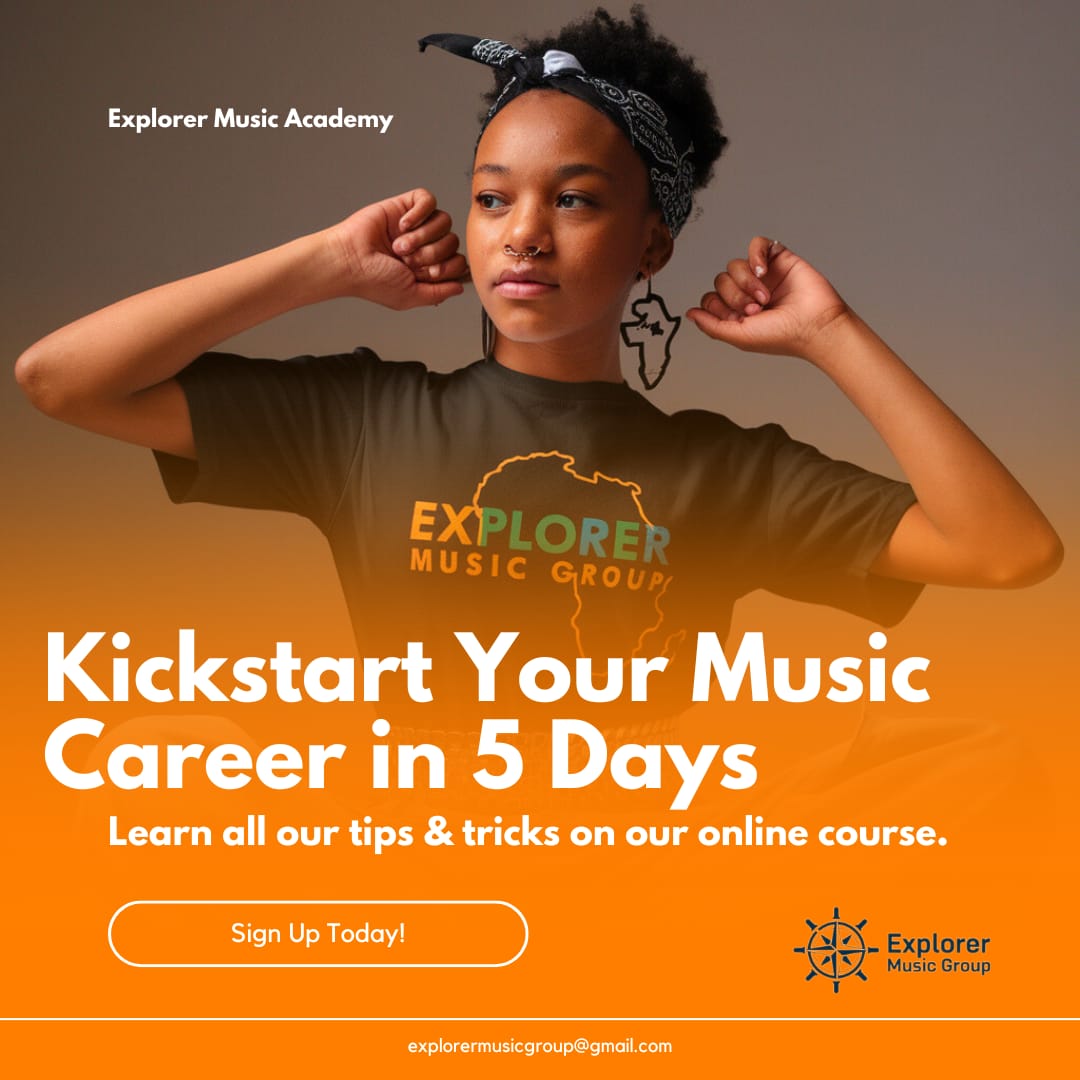 Explorer Music Academy
EXPLORER
MUSIC GROUP
Kickstart Your Music
Career in 5 Days
Learn all our tips & tricks on our online course.
Sign Up Today!
Explorer
Music Group
explorermusicgroup@gmail.com